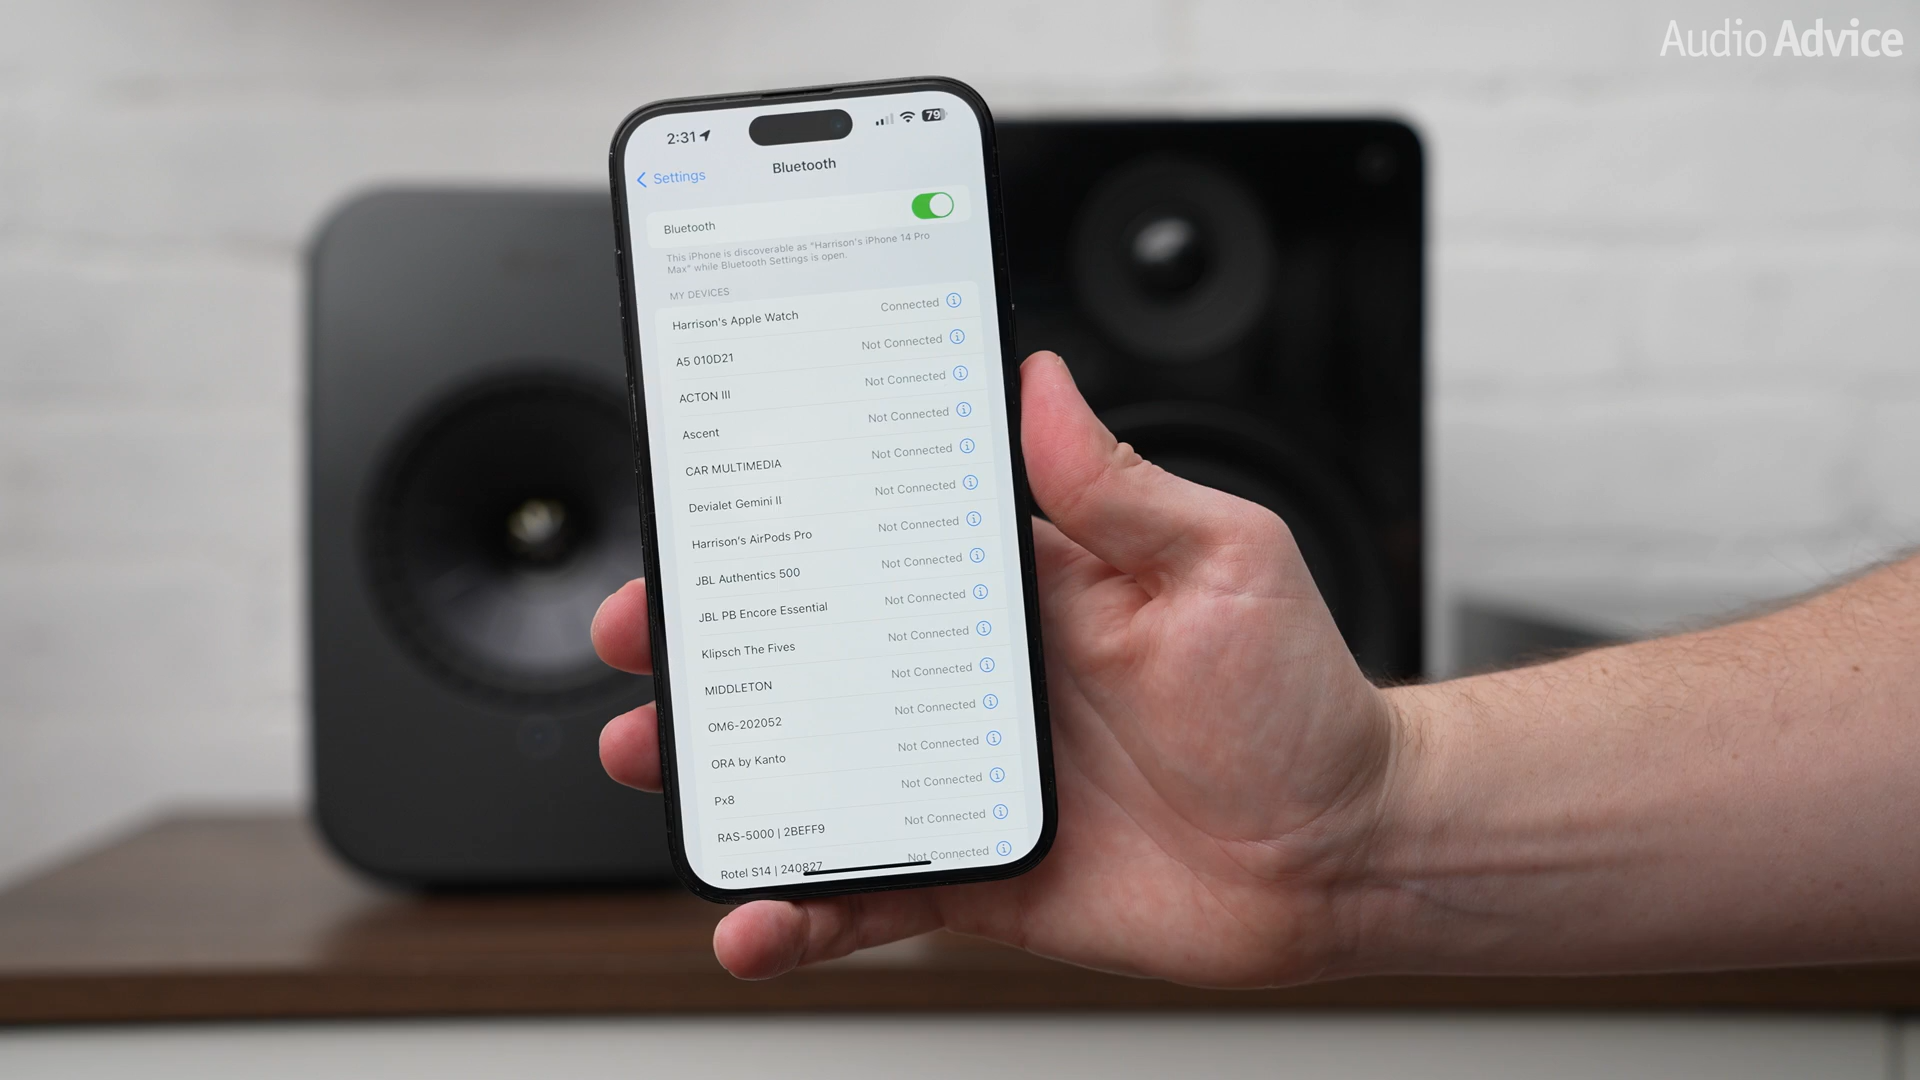 Audio Advice
2:31
79
Settings
Bluetooth
Bluetooth
This iPhone is discoverable as "Harrison's iPhone 14 Pro
Max" while Bluetooth Settings is open.
MY DEVICES
Harrison's Apple Watch Connected
A5 010D21 Not Connected
ACTON III Not Connected
Ascent Not Connected
CAR MULTIMEDIA Not Connected
Devialet Gemini II Not Connected
Harrison's AirPods Pro Not Connected
JBL Authentics 500 Not Connected
JBL PB Encore Essential Not Connected
Klipsch The Fives Not Connected
MIDDLETON Not Connected
OM6-202052 Not Connected
ORA by Kanto Not Connected
Px8 Not Connected
RAS-5000 | 2BEFF9 Not Connected
Rotel S14 | 240827 Not Connected